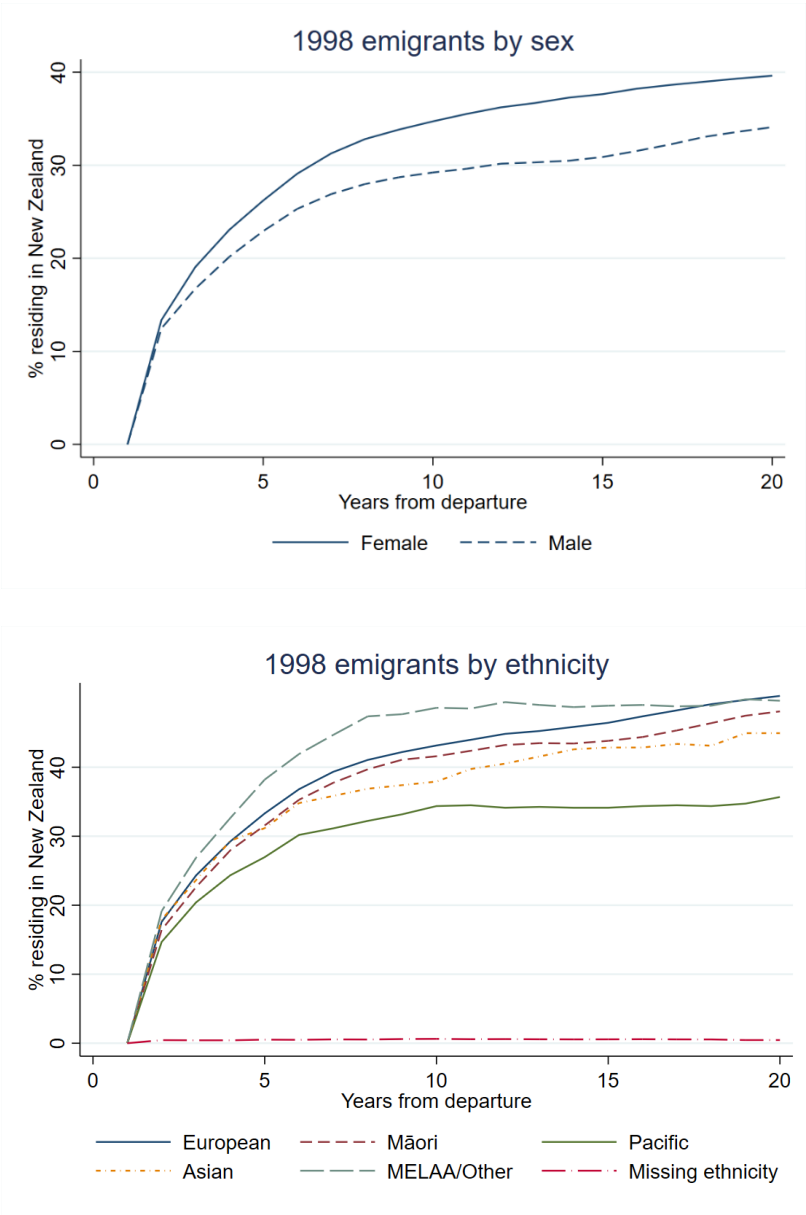 1998 emigrants by sex
% residing in New Zealand
40
30
20
10
0
0 5 10 15 20
Years from departure
Female Male
1998 emigrants by ethnicity
% residing in New Zealand
40
30
20
10
0
0 5 10 15 20
Years from departure
European Māori Pacific
Asian MELAA/Other Missing ethnicity